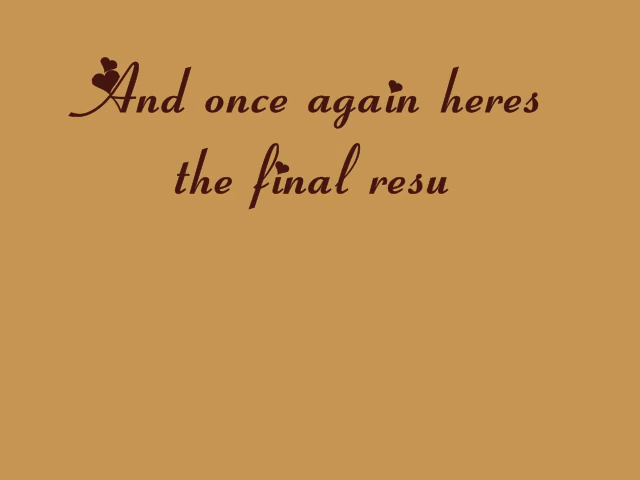 And once again heres
the final resu